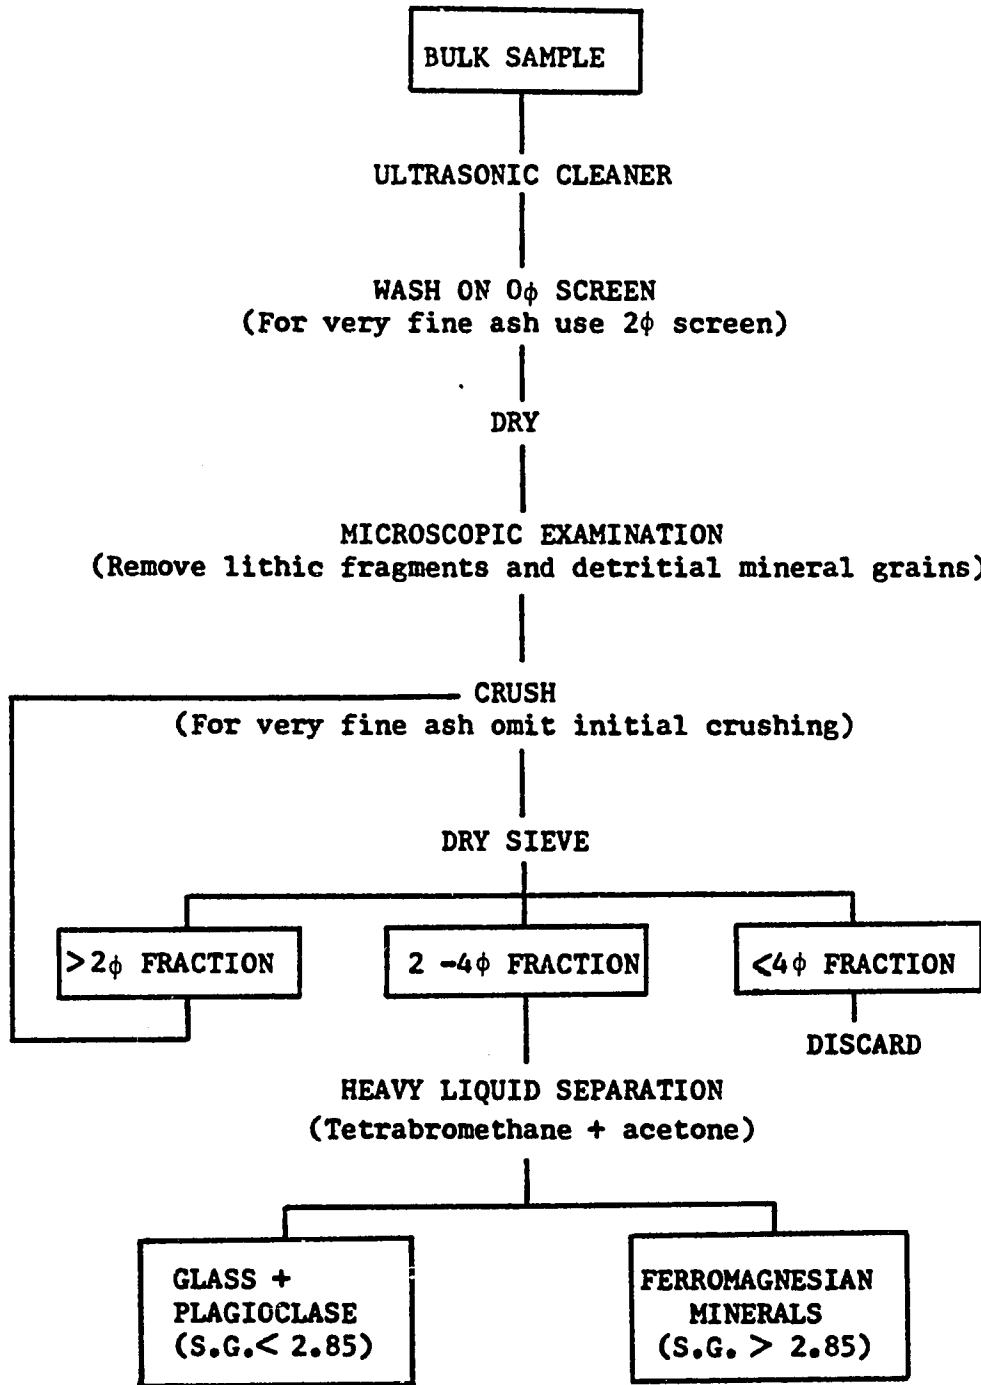 BULK SAMPLE
ULTRASONIC CLEANER
WASH ON 0ϕ SCREEN
(For very fine ash use 2ϕ screen)
DRY
MICROSCOPIC EXAMINATION
(Remove lithic fragments and detritial mineral grains)
CRUSH
(For very fine ash omit initial crushing)
DRY SIEVE
>2ϕ FRACTION
2 -4ϕ FRACTION
<4ϕ FRACTION
DISCARD
HEAVY LIQUID SEPARATION
(Tetrabromethane + acetone)
GLASS +
PLAGIOCLASE
(S.G.< 2.85)
FERROMAGNESIAN
MINERALS
(S.G. > 2.85)